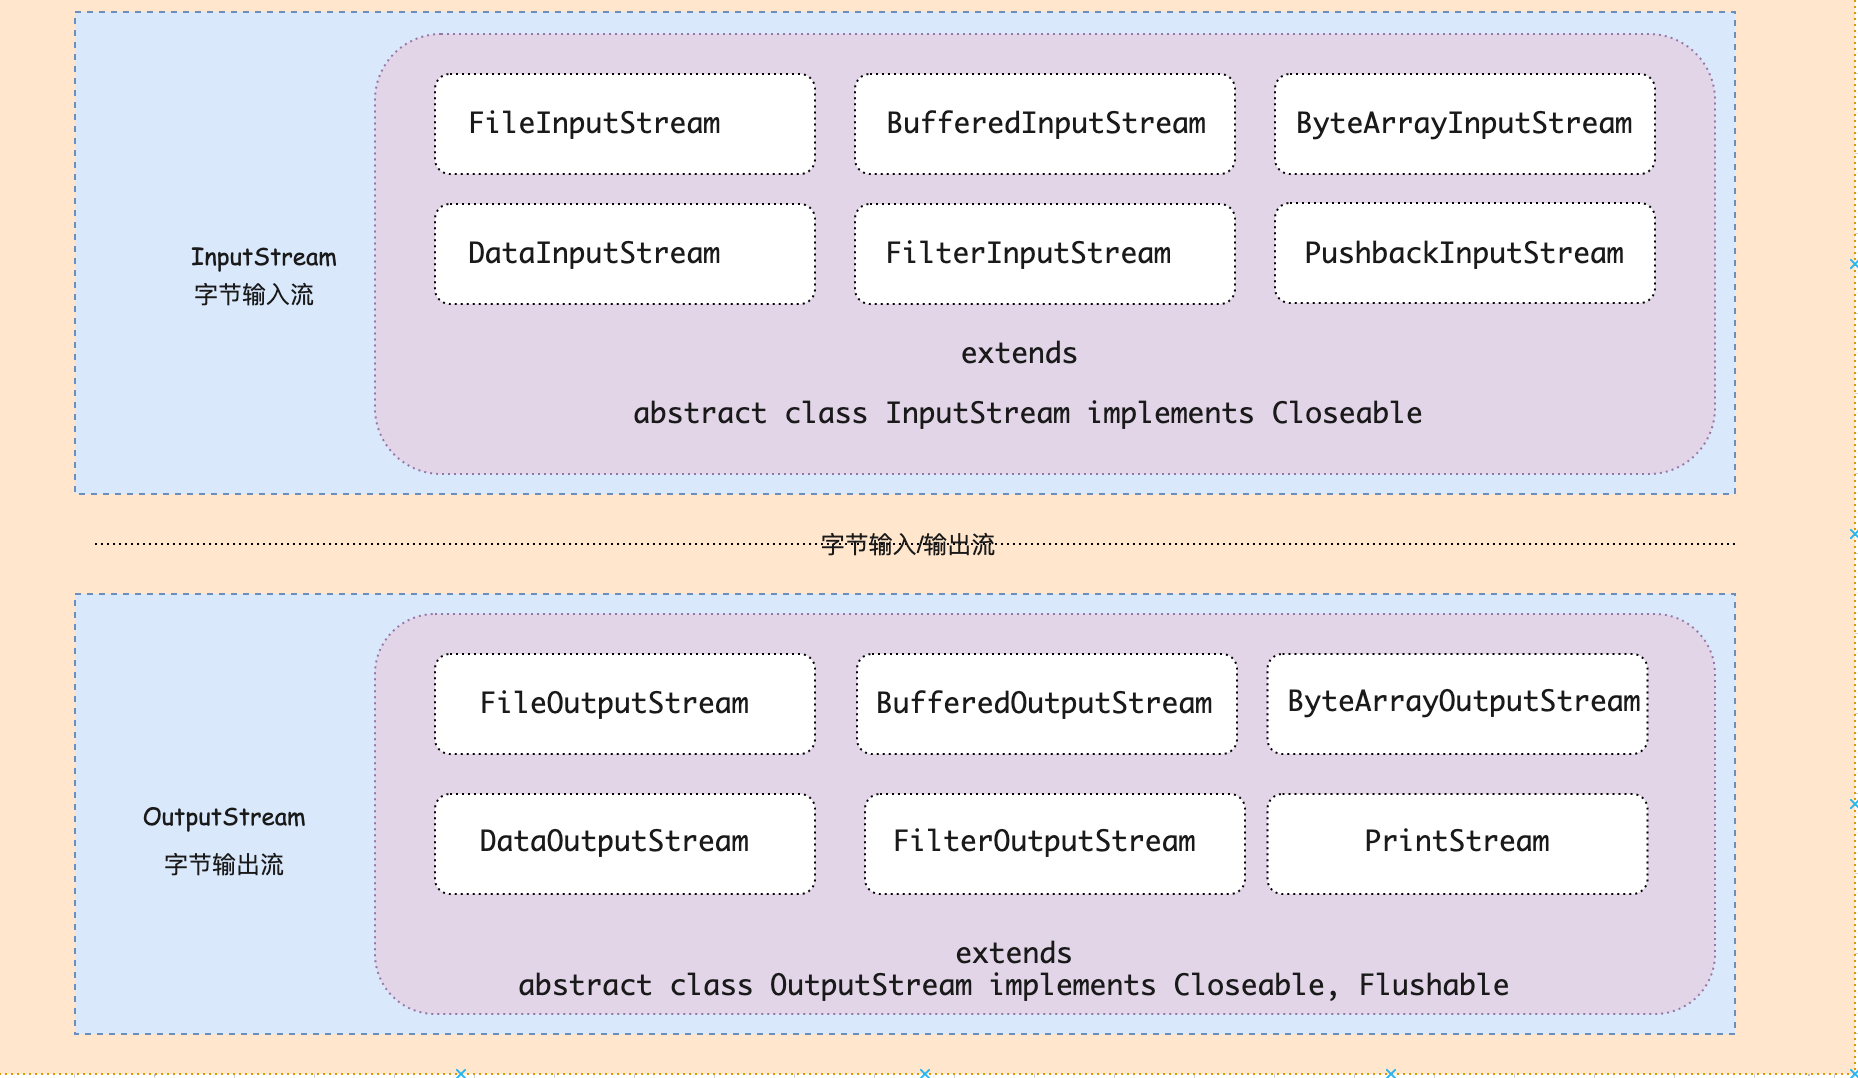 FileInputStream
BufferedInputStream
ByteArrayInputStream
DataInputStream
FilterInputStream
PushbackInputStream
InputStream
字节输入流
extends
abstract class InputStream implements Closeable
字节输入/输出流
FileOutputStream
BufferedOutputStream
ByteArrayOutputStream
DataOutputStream
FilterOutputStream
PrintStream
OutputStream
字节输出流
extends
abstract class OutputStream implements Closeable, Flushable